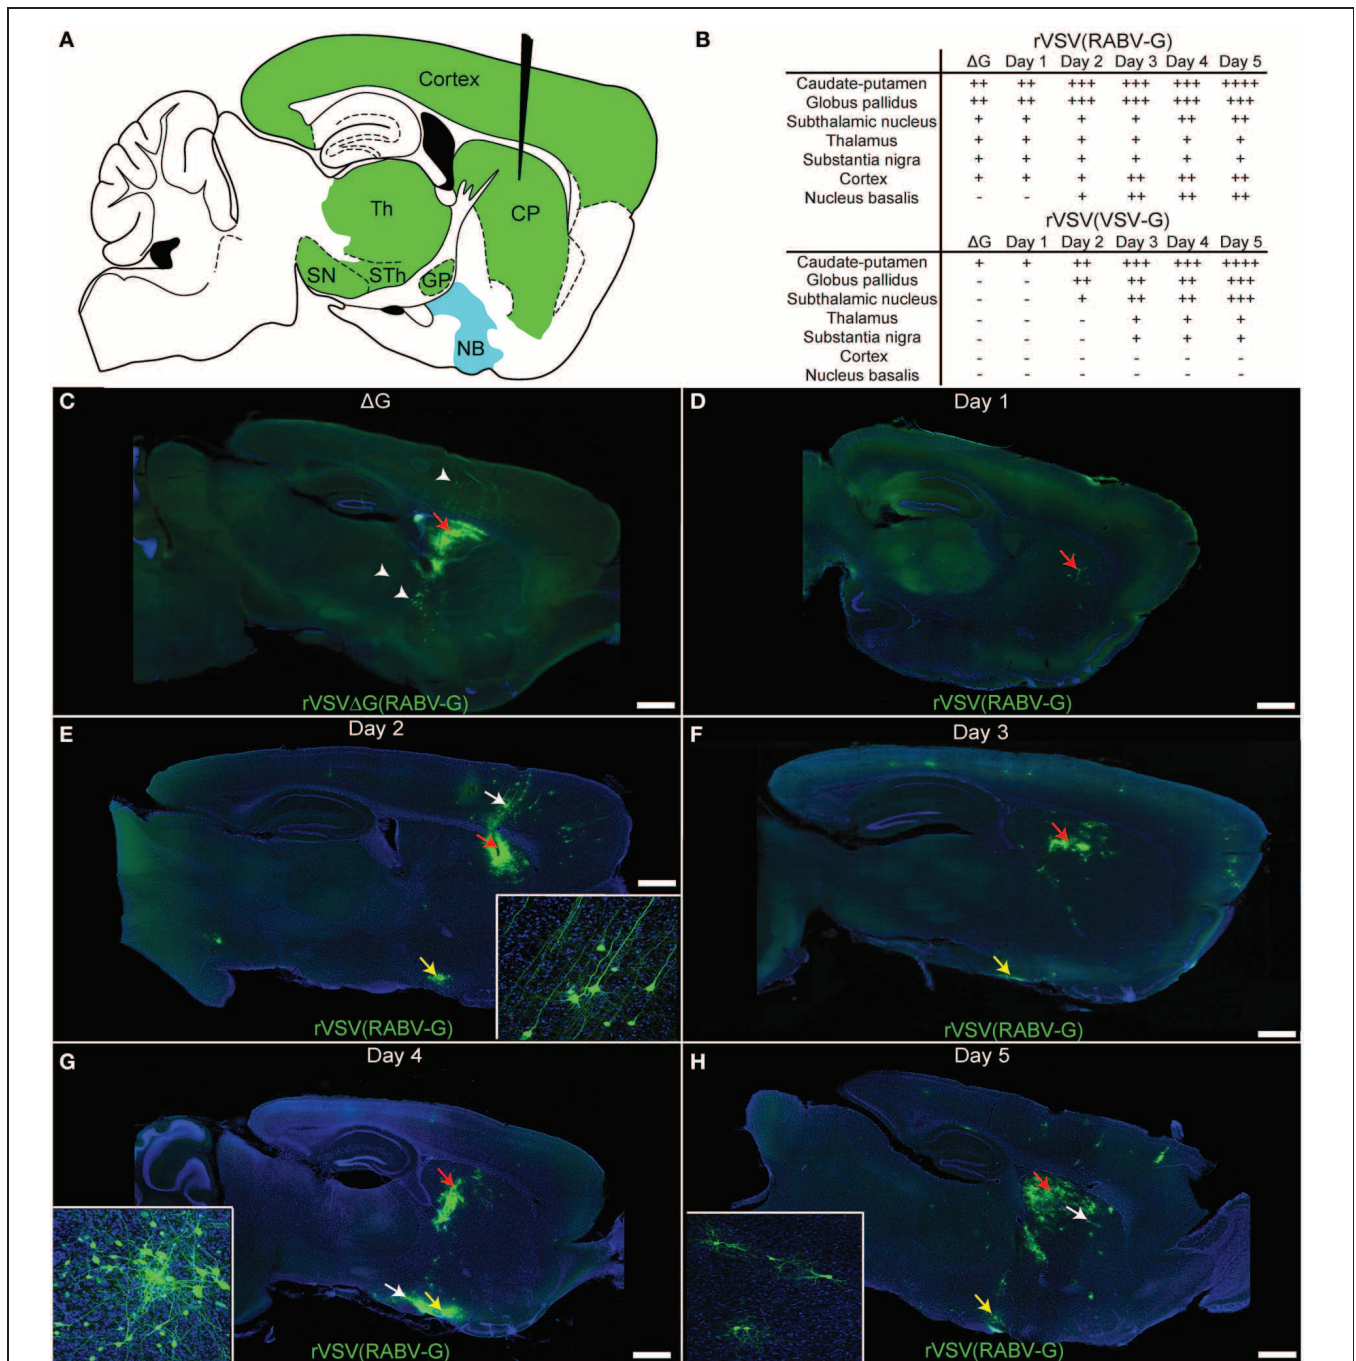 A
Cortex
Th
CP
SN
STh
GP
NB
B
rVSV(RABV-G)
ΔG Day 1 Day 2 Day 3 Day 4 Day 5
Caudate-putamen ++ ++ +++ +++ +++ ++++
Globus pallidus ++ ++ +++ +++ +++ +++
Subthalamic nucleus + + + + ++ ++
Thalamus + + + + + +
Substantia nigra + + + + + +
Cortex + + + ++ ++ ++
Nucleus basalis - - + ++ ++ ++
rVSV(VSV-G)
ΔG Day 1 Day 2 Day 3 Day 4 Day 5
Caudate-putamen + + ++ +++ +++ ++++
Globus pallidus - - ++ ++ ++ +++
Subthalamic nucleus - - + ++ ++ +++
Thalamus - - - + + +
Substantia nigra - - - + + +
Cortex - - - - - -
Nucleus basalis - - - - - -
C
ΔG
rVSVΔG(RABV-G)
D
Day 1
rVSV(RABV-G)
E
Day 2
rVSV(RABV-G)
F
Day 3
rVSV(RABV-G)
G
Day 4
rVSV(RABV-G)
H
Day 5
rVSV(RABV-G)